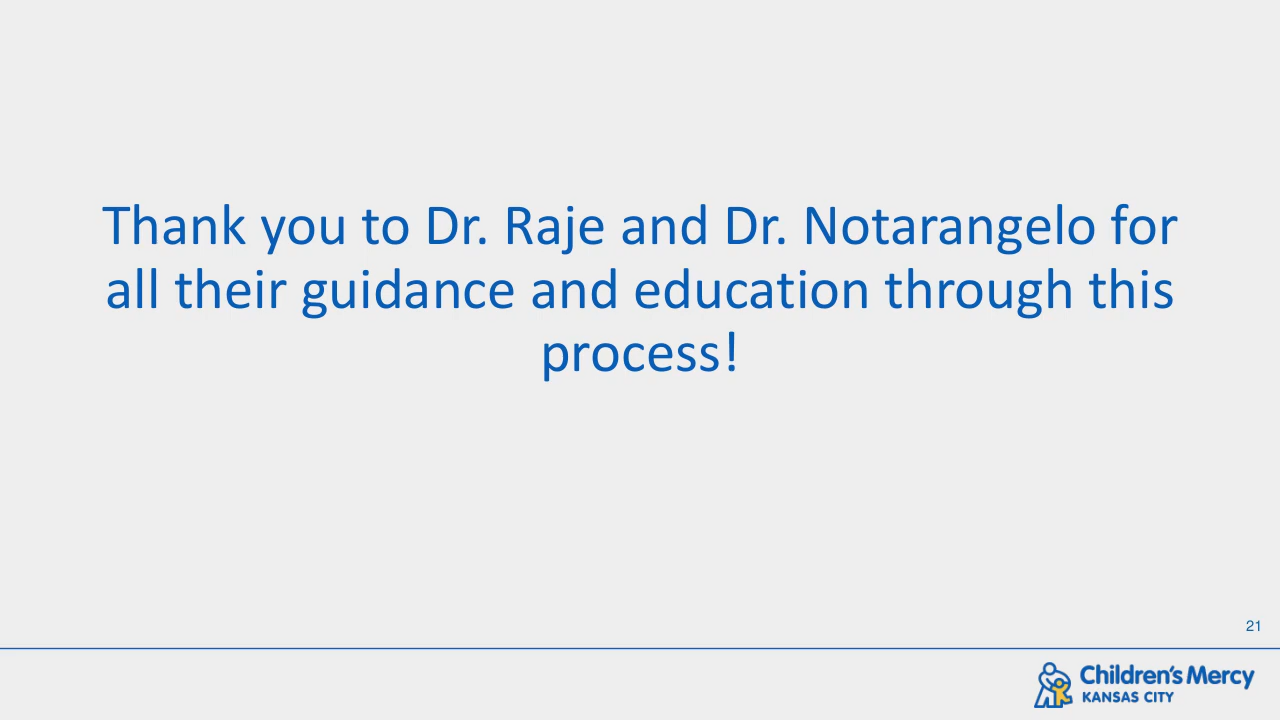 Thank you to Dr. Raje and Dr. Notarangelo for
all their guidance and education through this
process!
21
Children's Mercy
KANSAS CITY